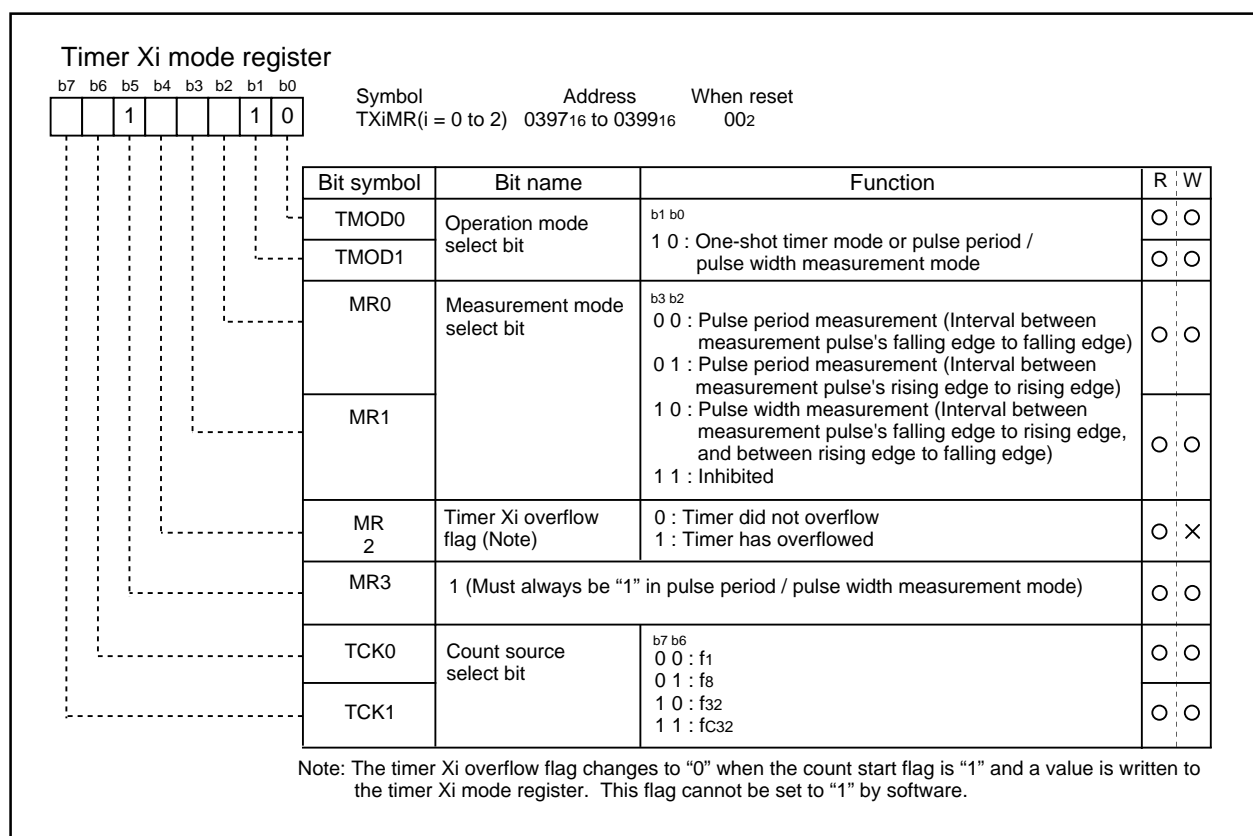 Timer Xi mode register
b7 b6 b5 b4 b3 b2 b1 b0
1 1 0
Symbol Address When reset
TXiMR(i = 0 to 2) 039716 to 039916 002
Bit symbol Bit name Function R W
TMOD0
TMOD1
Operation mode
select bit
b1 b0
1 0 : One-shot timer mode or pulse period /
pulse width measurement mode
MR0
MR1
Measurement mode
select bit
b3 b2
0 0 : Pulse period measurement (Interval between
measurement pulse's falling edge to falling edge)
0 1 : Pulse period measurement (Interval between
measurement pulse's rising edge to rising edge)
1 0 : Pulse width measurement (Interval between
measurement pulse's falling edge to rising edge,
and between rising edge to falling edge)
1 1 : Inhibited
MR
2
Timer Xi overflow
flag (Note)
0 : Timer did not overflow
1 : Timer has overflowed
MR3
1 (Must always be “1” in pulse period / pulse width measurement mode)
TCK0
TCK1
Count source
select bit
b7 b6
0 0 : f1
0 1 : f8
1 0 : f32
1 1 : fC32
Note: The timer Xi overflow flag changes to “0” when the count start flag is “1” and a value is written to
the timer Xi mode register. This flag cannot be set to “1” by software.